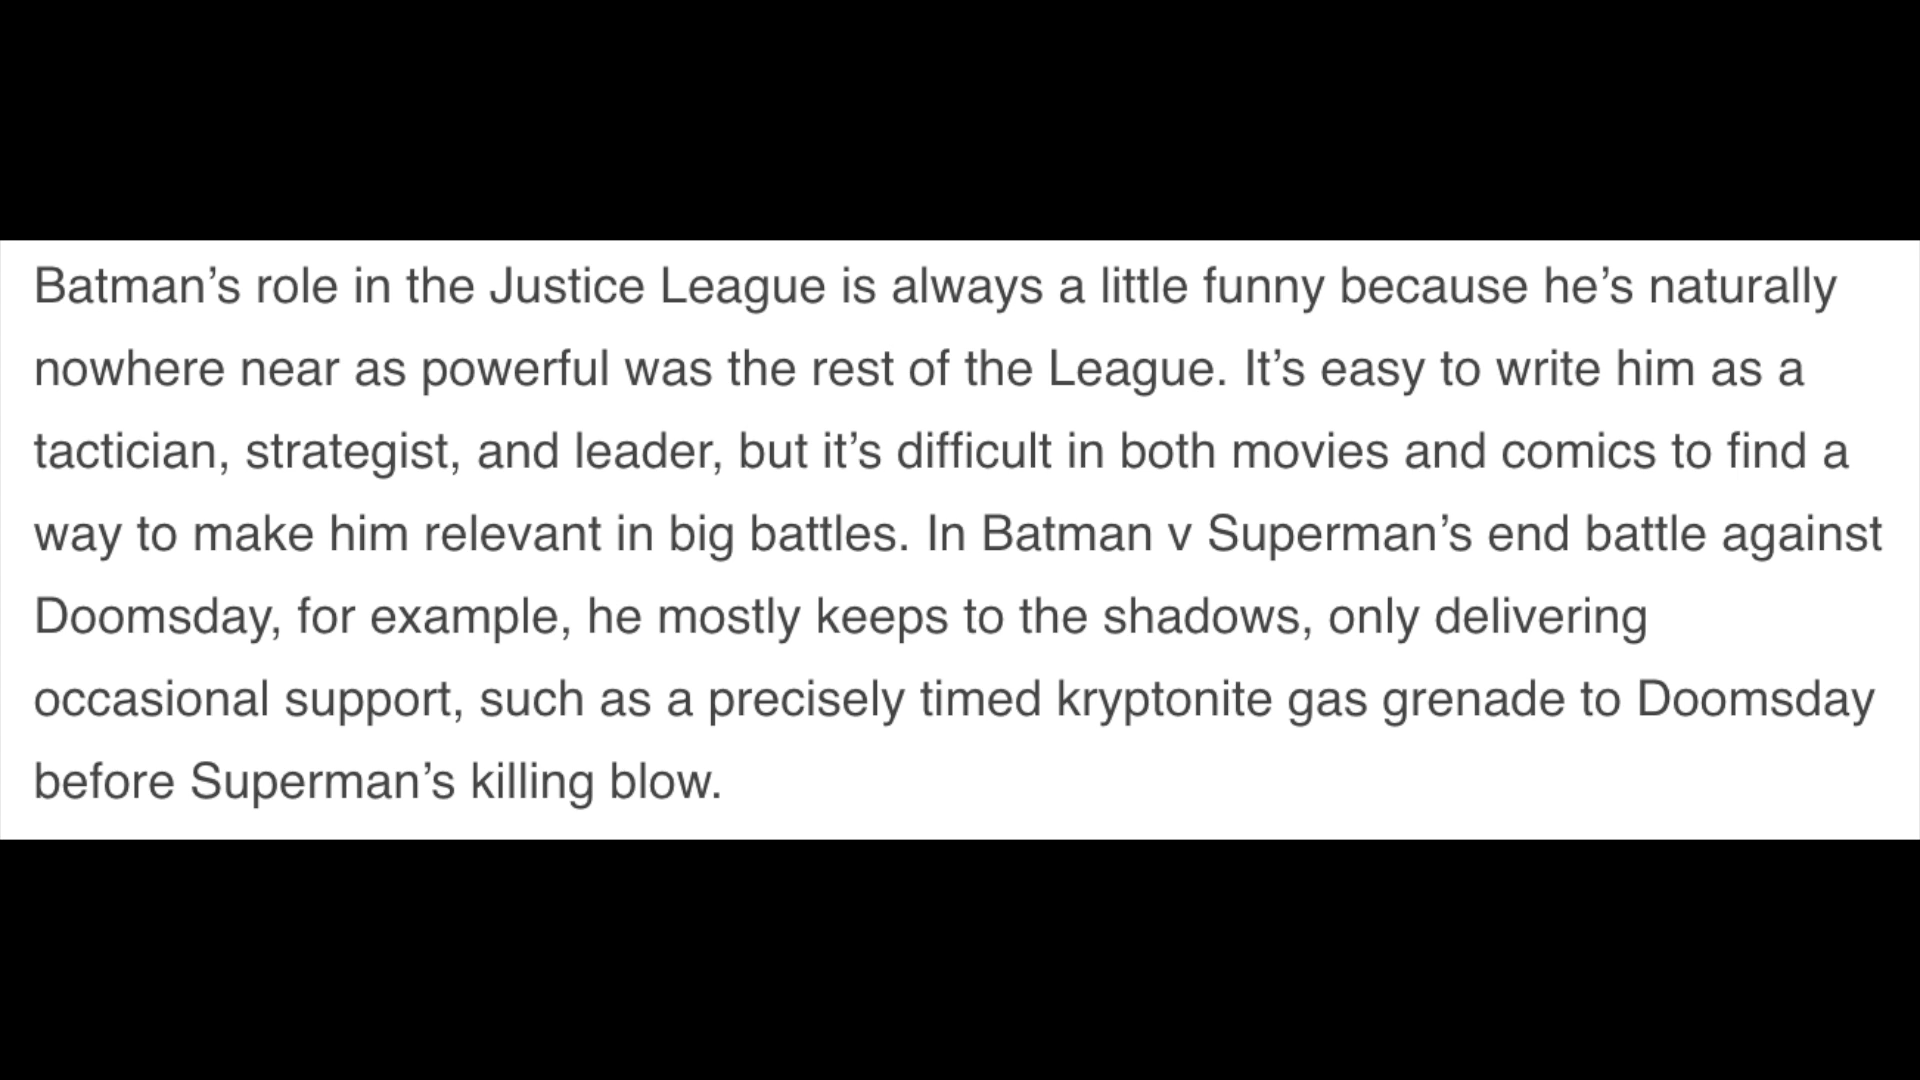 Batman’s role in the Justice League is always a little funny because he’s naturally
nowhere near as powerful was the rest of the League. It’s easy to write him as a
tactician, strategist, and leader, but it’s difficult in both movies and comics to find a
way to make him relevant in big battles. In Batman v Superman’s end battle against
Doomsday, for example, he mostly keeps to the shadows, only delivering
occasional support, such as a precisely timed kryptonite gas grenade to Doomsday
before Superman’s killing blow.